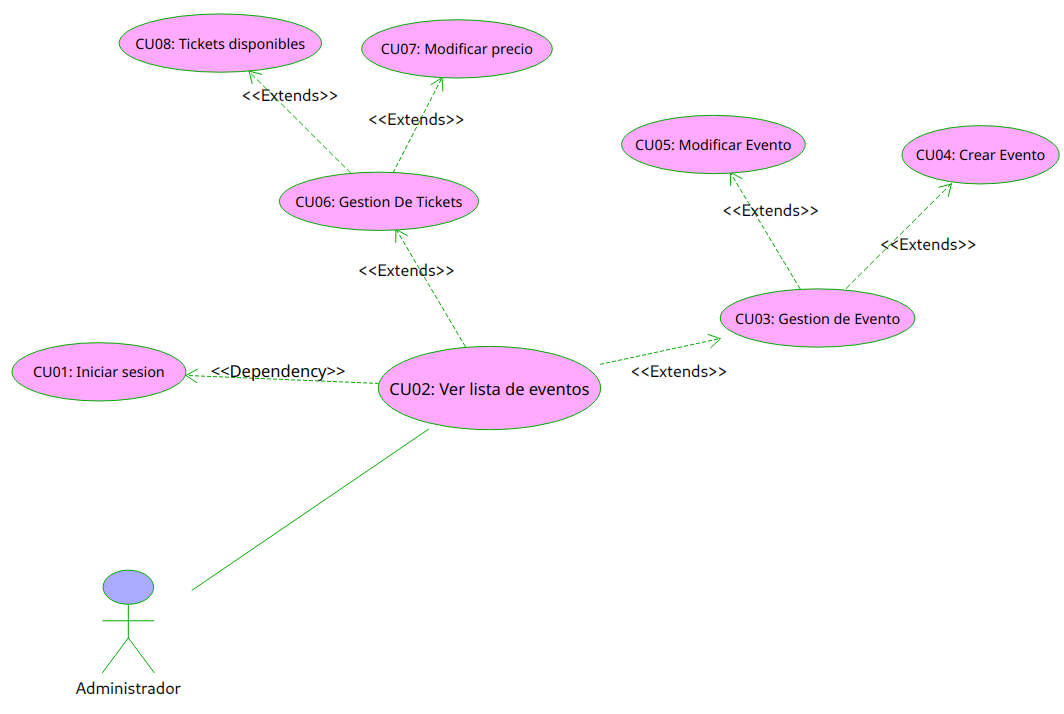 CU08: Tickets disponibles
CU07: Modificar precio
<<Extends>>
<<Extends>>
CU05: Modificar Evento
CU04: Crear Evento
CU06: Gestion De Tickets
<<Extends>>
<<Extends>>
<<Extends>>
CU03: Gestion de Evento
CU01: Iniciar sesion
<<Dependency>>
<<Extends>>
CU02: Ver lista de eventos
Administrador